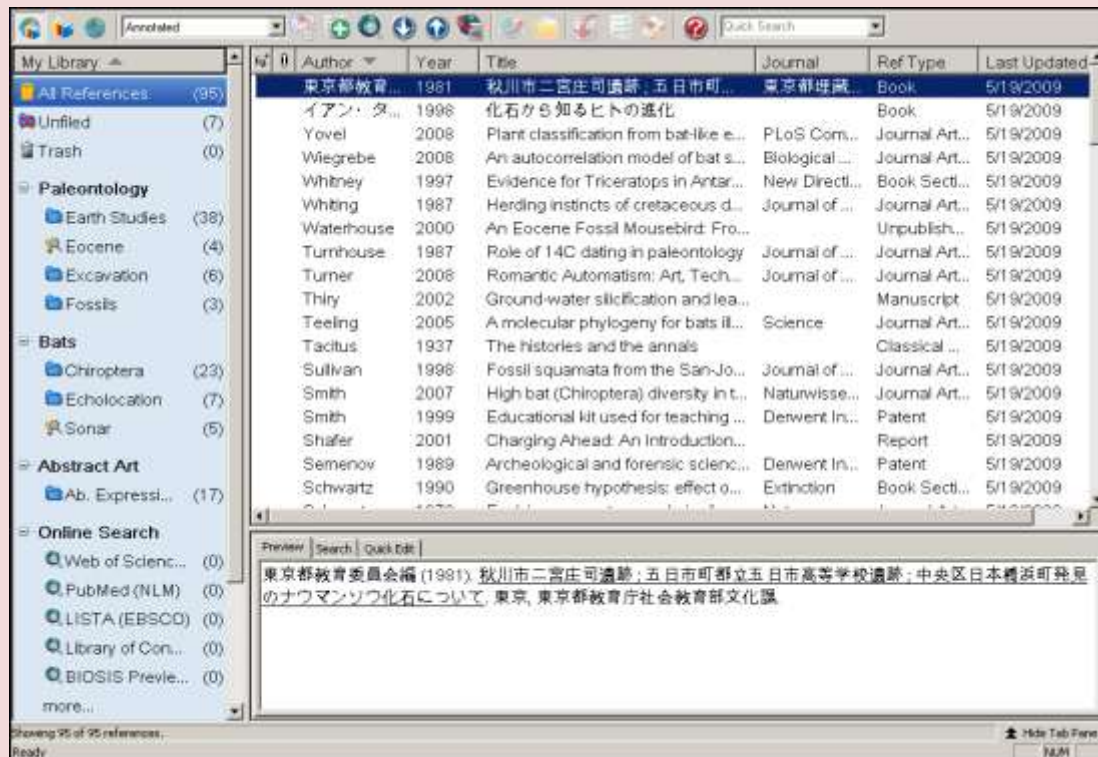 Annotated
Quick Search
My Library
All References (95)
Unfiled (7)
Trash (0)
Paleontology
Earth Studies (38)
Eocene (4)
Excavation (6)
Fossils (3)
Bats
Chiroptera (23)
Echolocation (7)
Sonar (5)
Abstract Art
Ab. Expressi... (17)
Online Search
Web of Scienc... (0)
PubMed (NLM) (0)
LISTA (EBSCO) (0)
Library of Con... (0)
BIOSIS Previe... (0)
more...
Author Year Title Journal Ref Type Last Updated
東京都教育... 1981 秋川市二宮庄司遺跡 ; 五日市町... 東京都埋蔵... Book 5/19/2009
イアン・タ... 1998 化石から知るヒトの進化 Book 5/19/2009
Yovel 2008 Plant classification from bat-like e... PLoS Com... Journal Art... 5/19/2009
Wiegrebe 2008 An autocorrelation model of bat s... Biological ... Journal Art... 5/19/2009
Whitney 1997 Evidence for Triceratops in Antar... New Directi... Book Secti... 5/19/2009
Whiting 1987 Herding instincts of cretaceous d... Journal of ... Journal Art... 5/19/2009
Waterhouse 2000 An Eocene Fossil Mousebird: Fro... Unpublish... 5/19/2009
Turnhouse 1987 Role of 14C dating in paleontology Journal of ... Journal Art... 5/19/2009
Turner 2008 Romantic Automatism: Art, Tech... Journal of ... Journal Art... 5/19/2009
Thiry 2002 Ground-water silicification and lea... Manuscript 5/19/2009
Teeling 2005 A molecular phylogeny for bats ill... Science Journal Art... 5/19/2009
Tacitus 1937 The histories and the annals Classical ... 5/19/2009
Sullivan 1998 Fossil squamata from the San-Jo... Journal of ... Journal Art... 5/19/2009
Smith 2007 High bat (Chiroptera) diversity in t... Naturwisse... Journal Art... 5/19/2009
Smith 1999 Educational kit used for teaching ... Derwent In... Patent 5/19/2009
Shafer 2001 Charging Ahead: An Introduction... Report 5/19/2009
Semenov 1989 Archeological and forensic scienc... Derwent In... Patent 5/19/2009
Schwartz 1990 Greenhouse hypothesis: effect o... Extinction Book Secti... 5/19/2009
Preview Search Quick Edit
東京都教育委員会編 (1981). 秋川市二宮庄司遺跡 ; 五日市町都立五日市高等学校遺跡 ; 中央区日本橋浜町発見
のナウマンゾウ化石について. 東京, 東京都教育庁社会教育部文化課.
Showing 95 of 95 references.
Hide Tab Pane
Ready
NUM